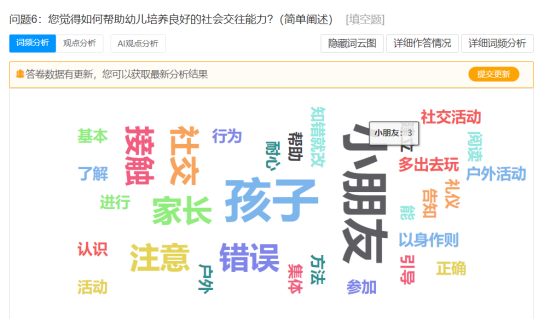 问题6：您觉得如何帮助幼儿培养良好的社会交往能力？（简单阐述） [填空题]
词频分析 观点分析 AI观点分析 隐藏词云图 详细作答情况 详细词频分析
答卷数据有更新，您可以获取最新分析结果 提交更新
基本 接触 社交 行为 耐心 帮助 知错就改 小朋友 小朋友: 3 社交活动 阅读
了解 多出去玩 户外活动
进行 家长 孩子 能 告知 礼仪
认识 注意 错误 以身作则
活动 户外 集体 方法 参加 引导 正确